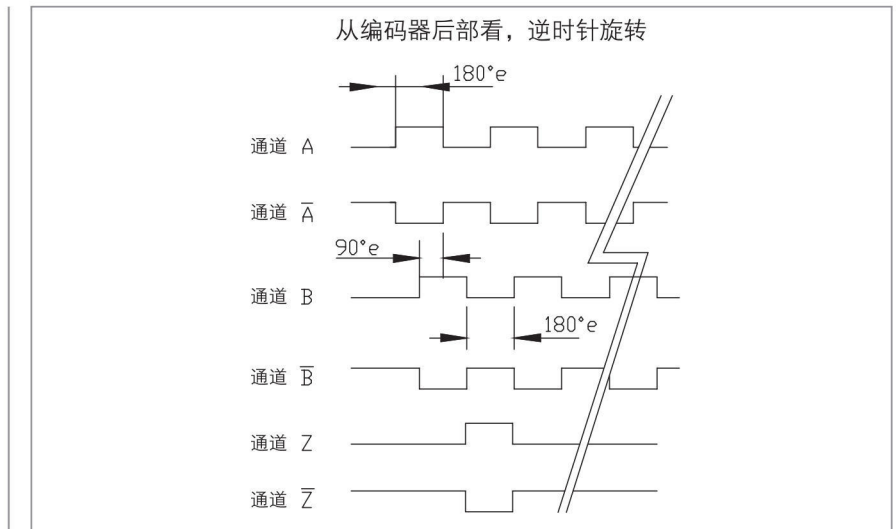 从编码器后部看，逆时针旋转
180°e
通道 A
通道 A̅
90°e
通道 B
180°e
通道 B̅
通道 Z
通道 Z̅